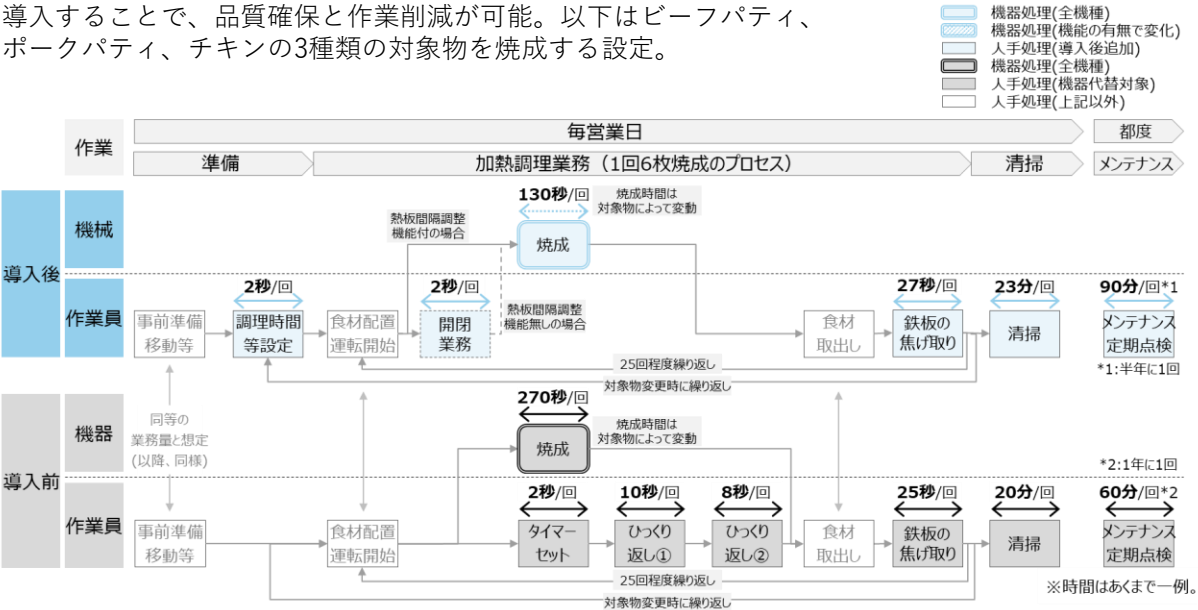 導入することで、品質確保と作業削減が可能。以下はビーフパティ、
ポークパティ、チキンの3種類の対象物を焼成する設定。
機器処理(全機種)
機器処理(機能の有無で変化)
人手処理(導入後追加)
機器処理(全機種)
人手処理(機器代替対象)
人手処理(上記以外)
作業
毎営業日
都度
準備
加熱調理業務（1回6枚焼成のプロセス）
清掃
メンテナンス
導入後
機械
130秒/回
焼成時間は
対象物によって変動
熱板間隔調整
機能付の場合
焼成
作業員
2秒/回
2秒/回
27秒/回
23分/回
90分/回*1
事前準備
移動等
調理時間
等設定
食材配置
運転開始
開閉
業務
熱板間隔調整
機能無しの場合
食材
取出し
鉄板の
焦げ取り
清掃
メンテナンス
定期点検
25回程度繰り返し
対象物変更時に繰り返し
*1:半年に1回
導入前
機器
同等の
業務量と想定
(以降、同様)
270秒/回
焼成時間は
対象物によって変動
焼成
*2:1年に1回
作業員
2秒/回
10秒/回
8秒/回
25秒/回
20分/回
60分/回*2
事前準備
移動等
食材配置
運転開始
タイマー
セット
ひっくり
返し①
ひっくり
返し②
食材
取出し
鉄板の
焦げ取り
清掃
メンテナンス
定期点検
25回程度繰り返し
対象物変更時に繰り返し
※時間はあくまで一例。